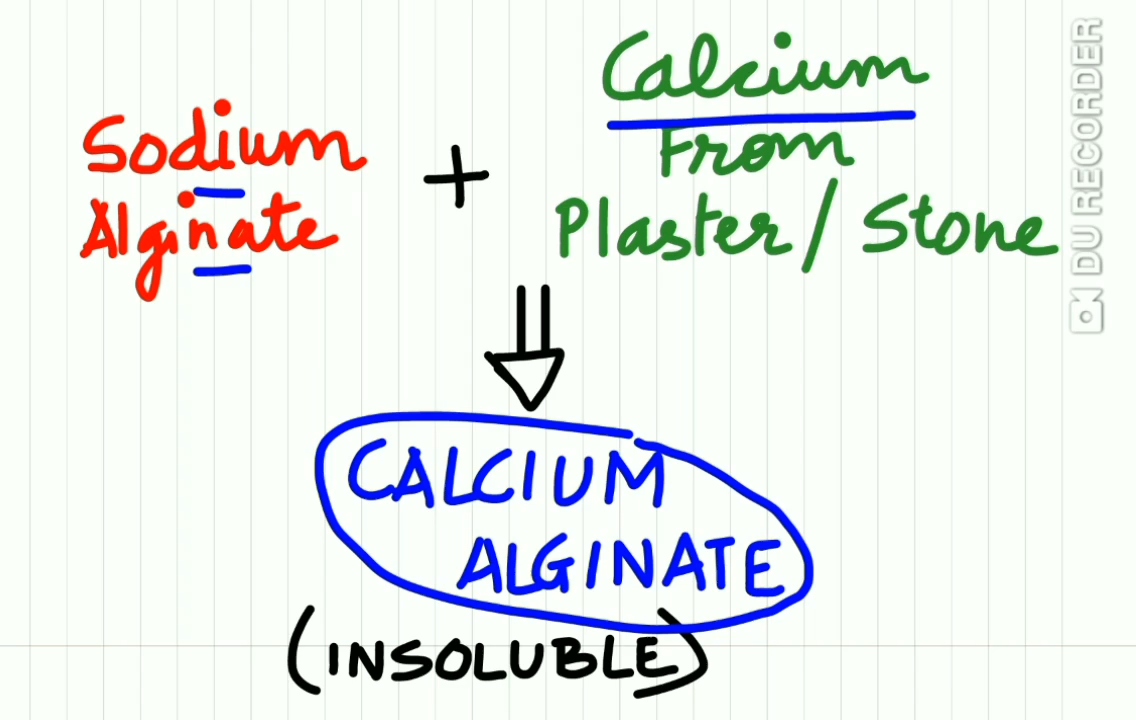 Sodium
Alginate
+
Calcium
From
Plaster/Stone
CALCIUM
ALGINATE
(INSOLUBLE)
DU RECORDER